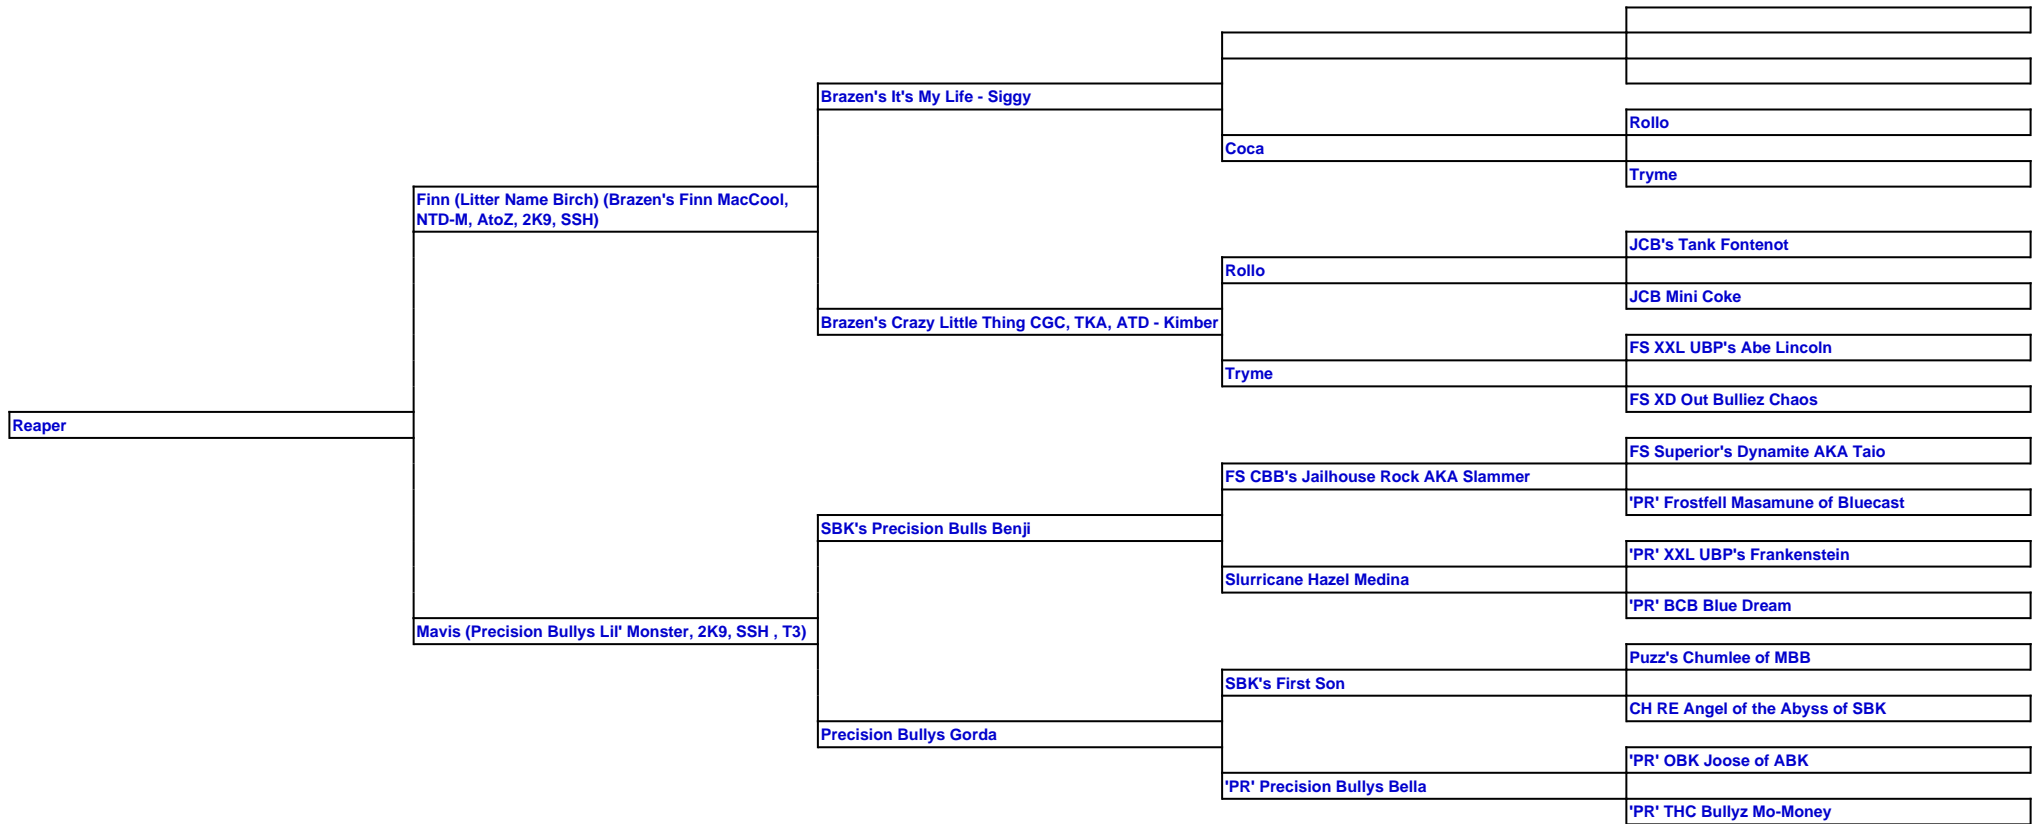 Brazen's It's My Life - Siggy
Rollo
Coca
Tryme
Finn (Litter Name Birch) (Brazen's Finn MacCool,
NTD-M, AtoZ, 2K9, SSH)
JCB's Tank Fontenot
Rollo
JCB Mini Coke
Brazen's Crazy Little Thing CGC, TKA, ATD - Kimber
FS XXL UBP's Abe Lincoln
Tryme
FS XD Out Bulliez Chaos
Reaper
FS Superior's Dynamite AKA Taio
FS CBB's Jailhouse Rock AKA Slammer
'PR' Frostfell Masamune of Bluecast
SBK's Precision Bulls Benji
'PR' XXL UBP's Frankenstein
Slurricane Hazel Medina
'PR' BCB Blue Dream
Mavis (Precision Bullys Lil' Monster, 2K9, SSH , T3)
Puzz's Chumlee of MBB
SBK's First Son
CH RE Angel of the Abyss of SBK
Precision Bullys Gorda
'PR' OBK Joose of ABK
'PR' Precision Bullys Bella
'PR' THC Bullyz Mo-Money